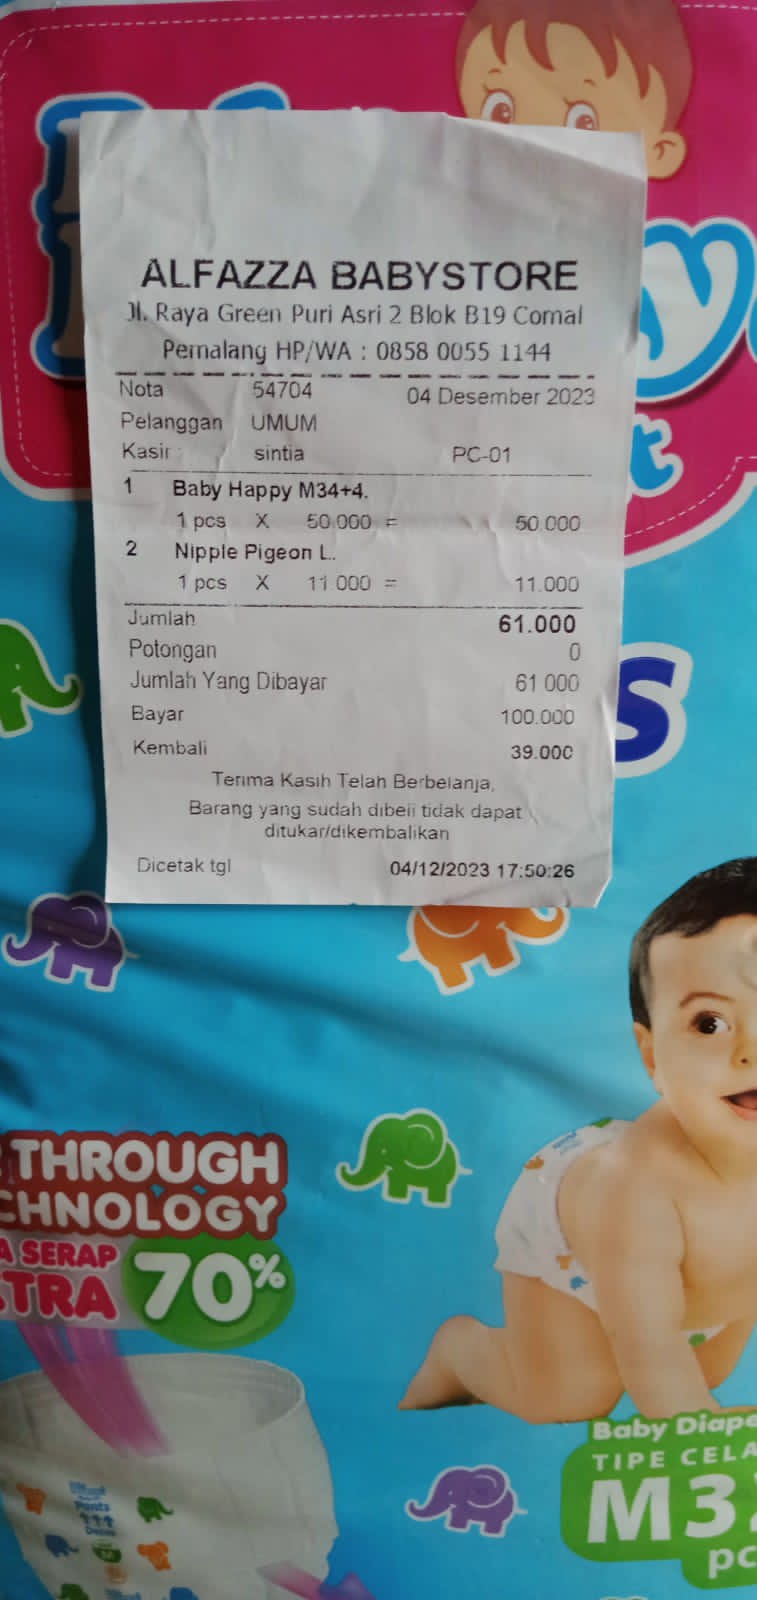 ALFAZZA BABYSTORE
Jl. Raya Green Puri Asri 2 Blok B19 Comal
Pemalang HP/WA : 0858 0055 1144
Nota 54704 04 Desember 2023
Pelanggan UMUM
Kasir : sintia PC-01
1 Baby Happy M34+4.
1 pcs X 50.000 = 50.000
2 Nipple Pigeon L.
1 pcs X 11.000 = 11.000
Jumlah 61.000
Potongan 0
Jumlah Yang Dibayar 61 000
Bayar 100.000
Kembali 39.000
Terima Kasih Telah Berbelanja,
Barang yang sudah dibeli tidak dapat
ditukar/dikembalikan
Dicetak tgl 04/12/2023 17:50:26
S
THROUGH
CHNOLOGY
A SERAP
TRA 70%
Pants
Baby Diape
TIPE CELA
M3
pc